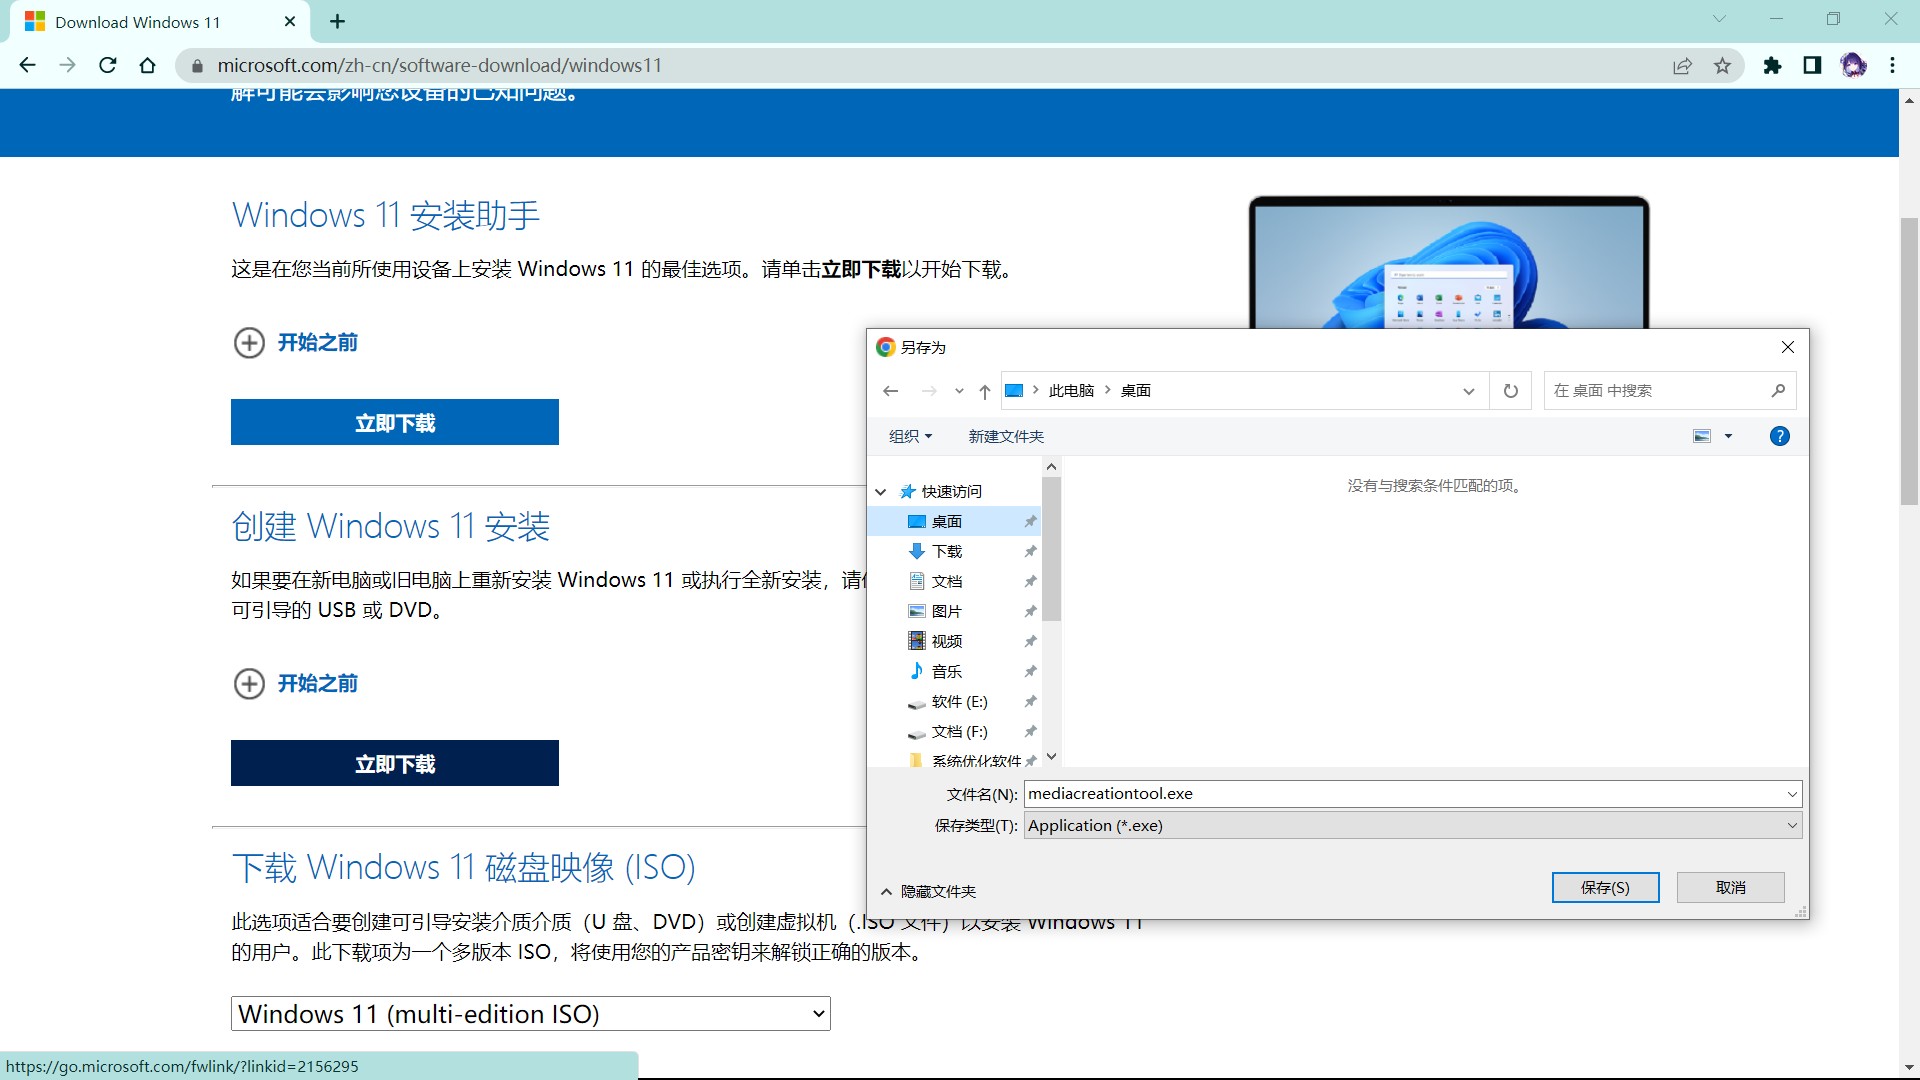 Download Windows 11
microsoft.com/zh-cn/software-download/windows11
解可能会影响您设备的已知问题。
Windows 11 安装助手
这是在您当前所使用设备上安装 Windows 11 的最佳选项。请单击立即下载以开始下载。
开始之前
立即下载
创建 Windows 11 安装
如果要在新电脑或旧电脑上重新安装 Windows 11 或执行全新安装，请
可引导的 USB 或 DVD。
开始之前
立即下载
下载 Windows 11 磁盘映像 (ISO)
此选项适合要创建可引导安装介质介质（U 盘、DVD）或创建虚拟机（.ISO 文件）以安装 Windows 11
的用户。此下载项为一个多版本 ISO，将使用您的产品密钥来解锁正确的版本。
Windows 11 (multi-edition ISO)
https://go.microsoft.com/fwlink/?linkid=2156295
另存为
此电脑
桌面
在 桌面 中搜索
组织
新建文件夹
?
快速访问
没有与搜索条件匹配的项。
桌面
下载
文档
图片
视频
音乐
软件 (E:)
文档 (F:)
系统优化软件
文件名(N): mediacreationtool.exe
保存类型(T): Application (*.exe)
隐藏文件夹
保存(S)
取消